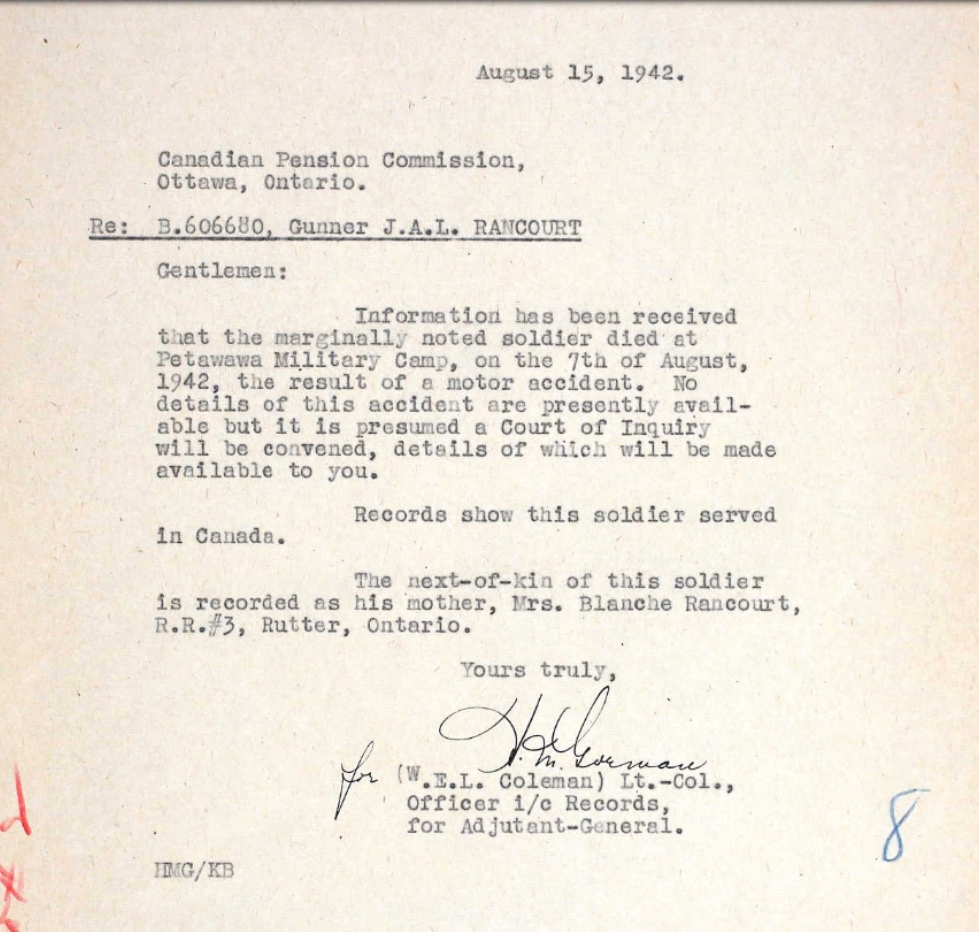 August 15, 1942.
Canadian Pension Commission,
Ottawa, Ontario.
Re: B.606680, Gunner J.A.L. RANCOURT
Gentlemen:
Information has been received
that the marginally noted soldier died at
Petawawa Military Camp, on the 7th of August,
1942, the result of a motor accident. No
details of this accident are presently avail-
able but it is presumed a Court of Inquiry
will be convened, details of which will be made
available to you.
Records show this soldier served
in Canada.
The next-of-kin of this soldier
is recorded as his mother, Mrs. Blanche Rancourt,
R.R.#3, Rutter, Ontario.
Yours truly,
H.M. Gorman
for (W.E.L. Coleman) Lt.-Col.,
Officer i/c Records,
for Adjutant-General.
8
HMG/KB